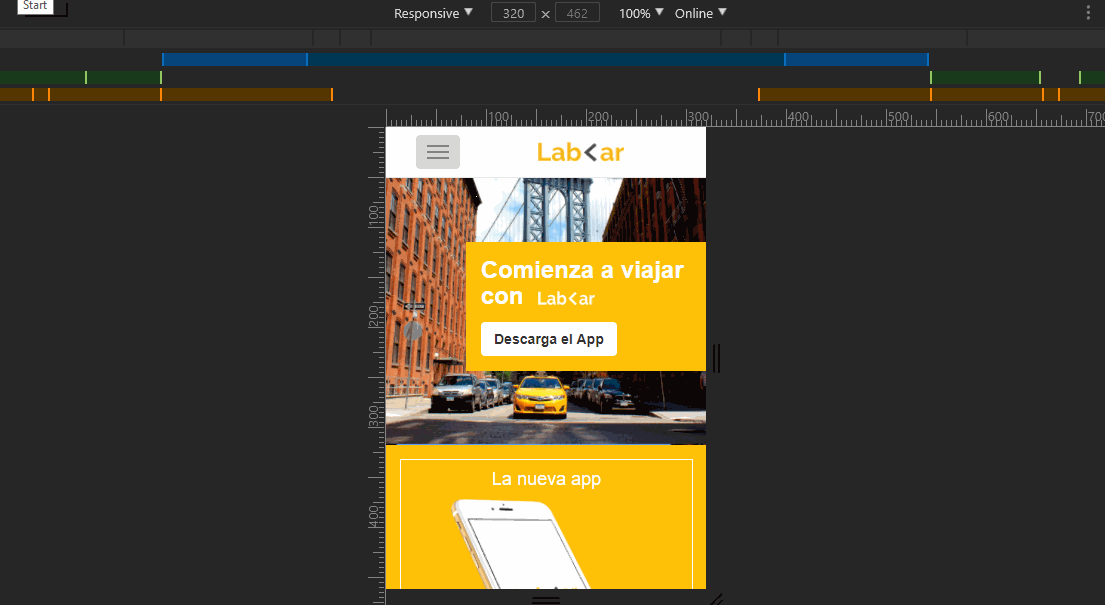 Start
Responsive 320 × 462 100% Online
100 200 300 400 500 600 700
100
200
300
400
Lab<ar
Comienza a viajar
con Lab<ar
Descarga el App
La nueva app